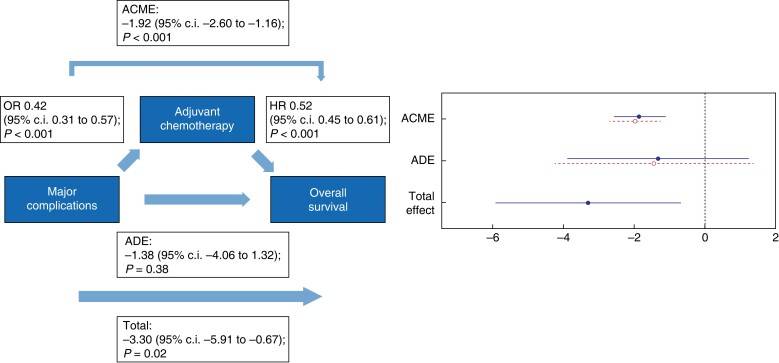 ACME:
–1.92 (95% c.i. –2.60 to –1.16);
P < 0.001
OR 0.42
(95% c.i. 0.31 to 0.57);
P < 0.001
Adjuvant
chemotherapy
HR 0.52
(95% c.i. 0.45 to 0.61);
P < 0.001
Major
complications
Overall
survival
ADE:
–1.38 (95% c.i. –4.06 to 1.32);
P = 0.38
Total:
–3.30 (95% c.i. –5.91 to –0.67);
P = 0.02
ACME
ADE
Total
effect
–6 –4 –2 0 2